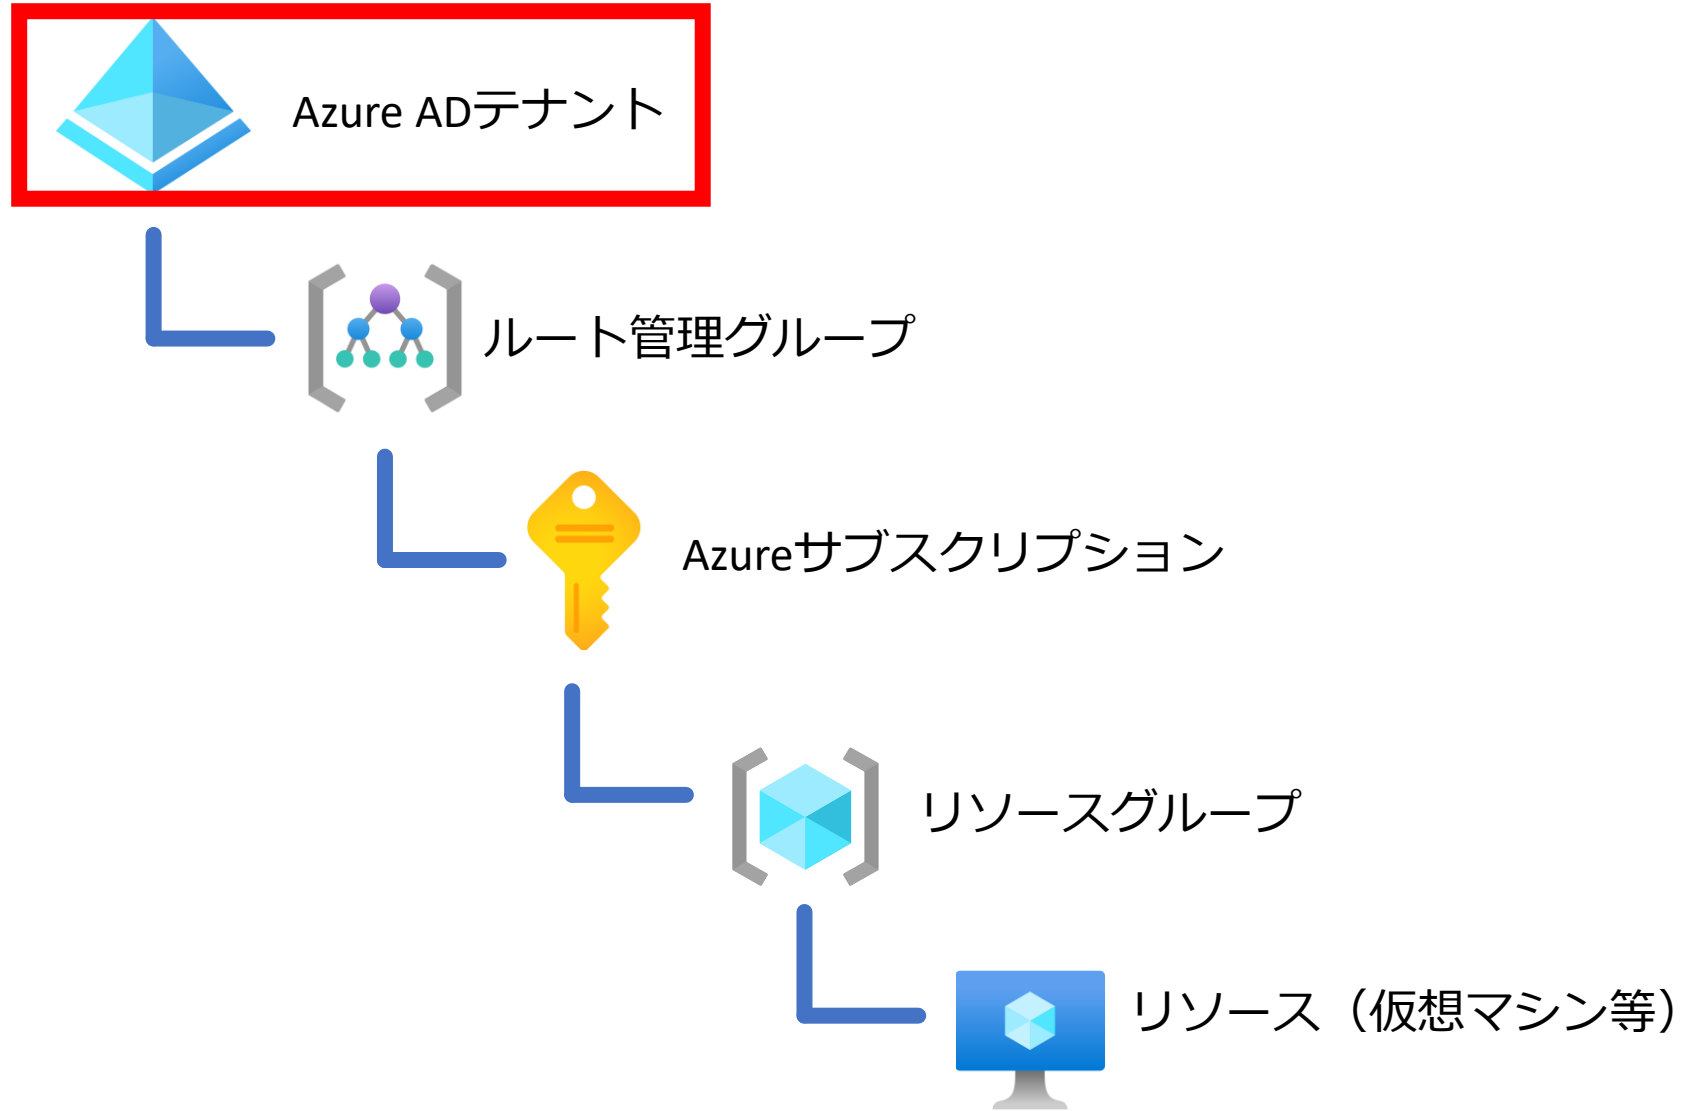 Azure ADテナント
ルート管理グループ
Azureサブスクリプション
リソースグループ
リソース（仮想マシン等）